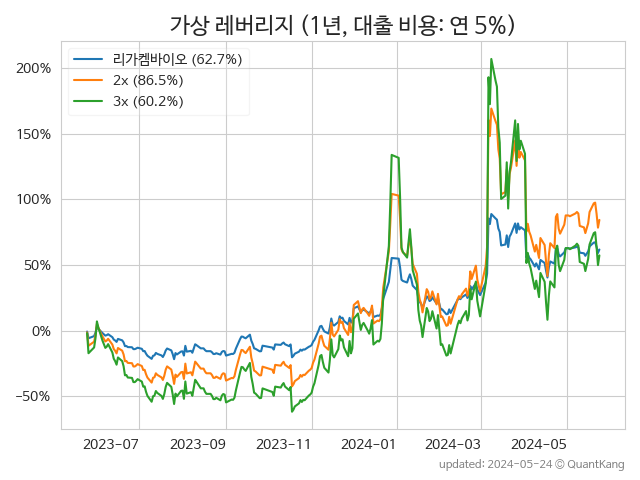 가상 레버리지 (1년, 대출 비용: 연 5%)
리가켐바이오 (62.7%)
2x (86.5%)
3x (60.2%)
200%
150%
100%
50%
0%
−50%
2023-07 2023-09 2023-11 2024-01 2024-03 2024-05
updated: 2024-05-24 © QuantKang